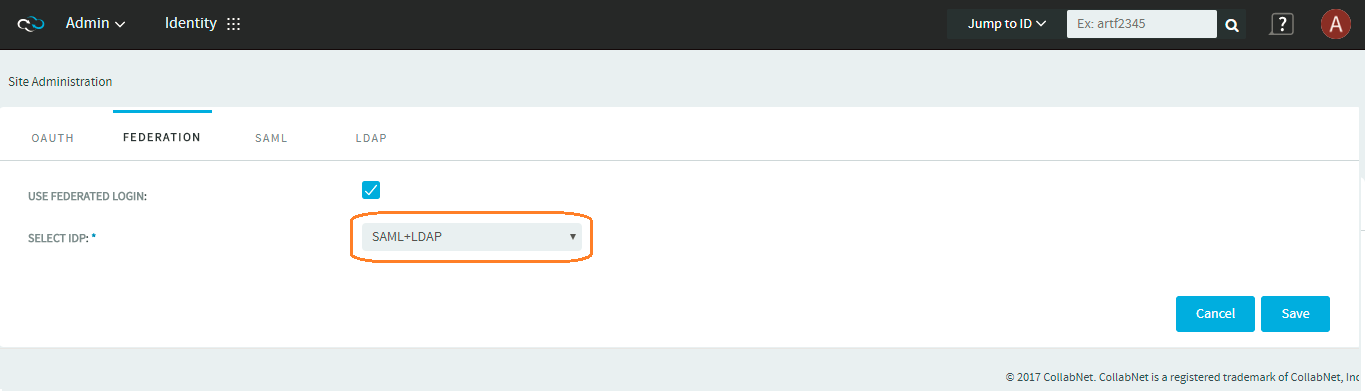 Admin Identity Jump to ID Ex: artf2345 ? A
Site Administration
OAUTH FEDERATION SAML LDAP
USE FEDERATED LOGIN:
SELECT IDP: * SAML+LDAP
Cancel Save
© 2017 CollabNet. CollabNet is a registered trademark of CollabNet, Inc